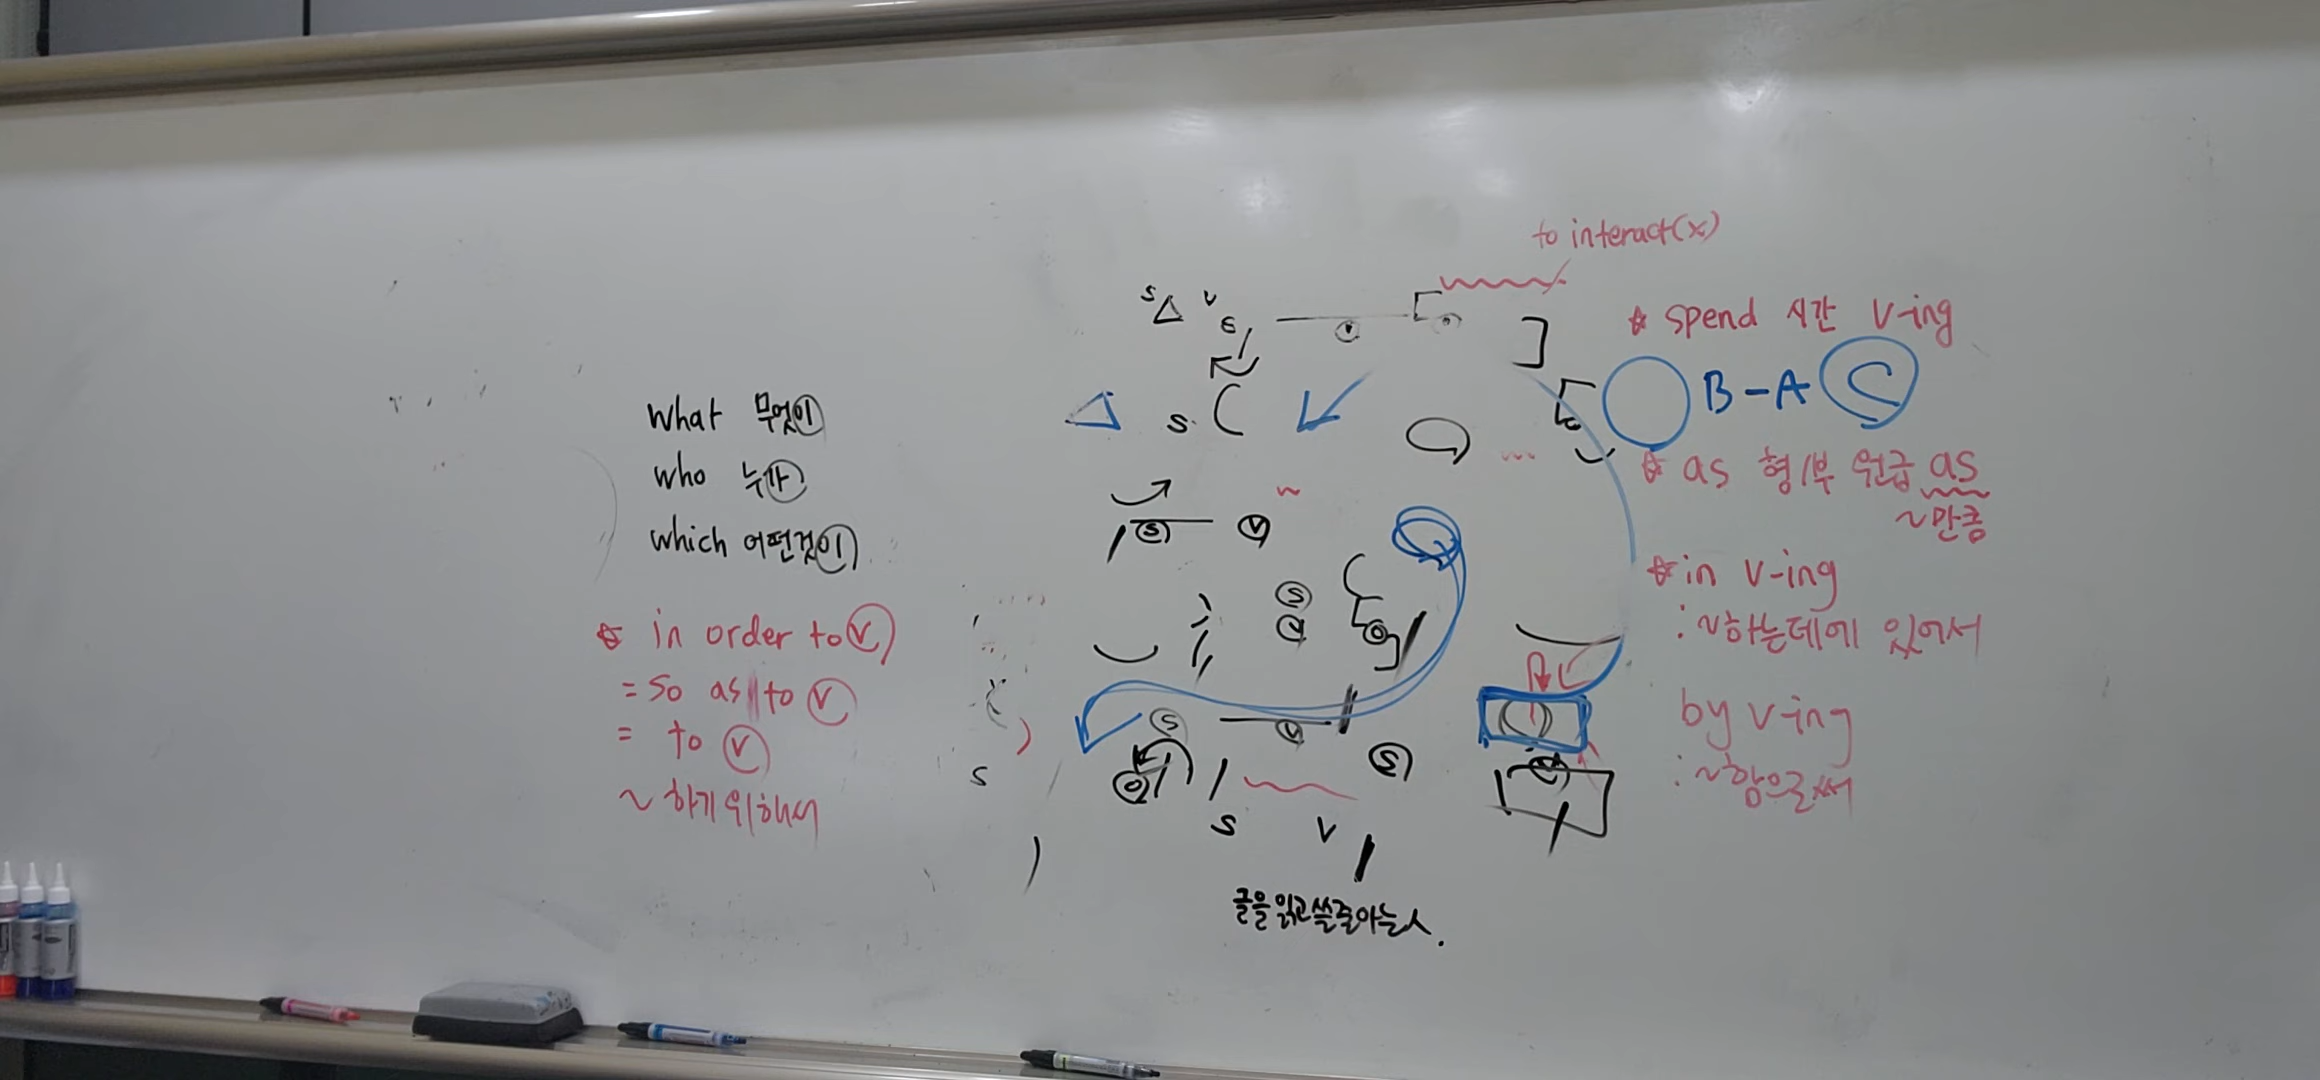 what 무엇이
who 누가
which 어떤것이
☆ in order to V
= so as to V
= to V
~하기위해서
to interact(x)
S V
☆ spend 시간 V-ing
B-A C
S
☆ as 형/부 원급 as
~만큼
S V
☆ in V-ing
: ~하는데에 있어서
S
V
O
S V
by V-ing
: ~함으로써
S
O
S V
글을 읽고 쓸줄아는 사.